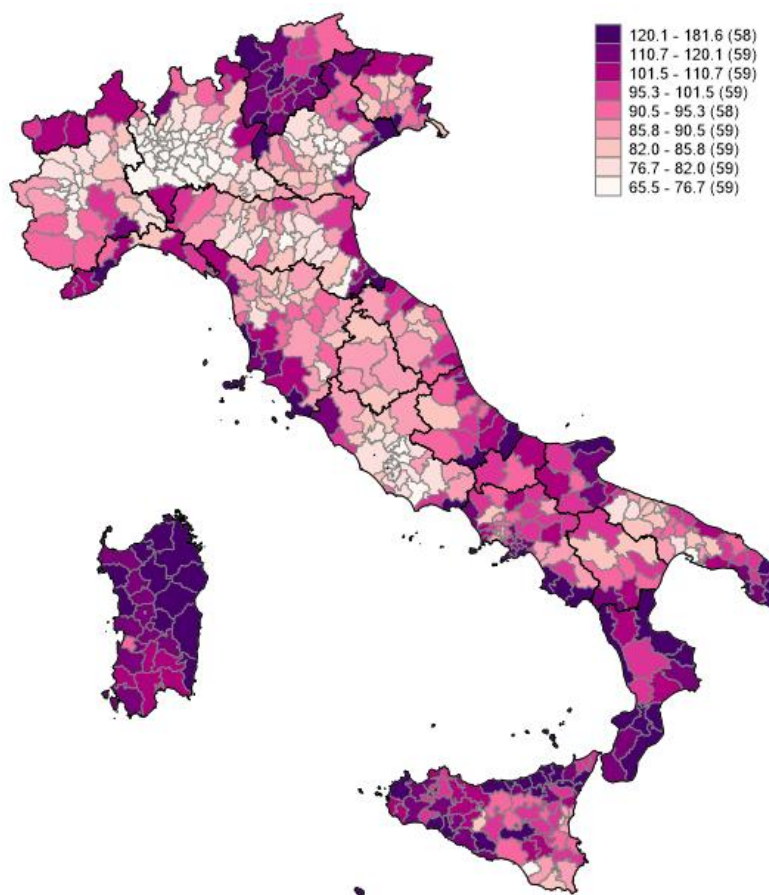 120.1 - 181.6 (58)
110.7 - 120.1 (59)
101.5 - 110.7 (59)
95.3 - 101.5 (59)
90.5 - 95.3 (58)
85.8 - 90.5 (59)
82.0 - 85.8 (59)
76.7 - 82.0 (59)
65.5 - 76.7 (59)